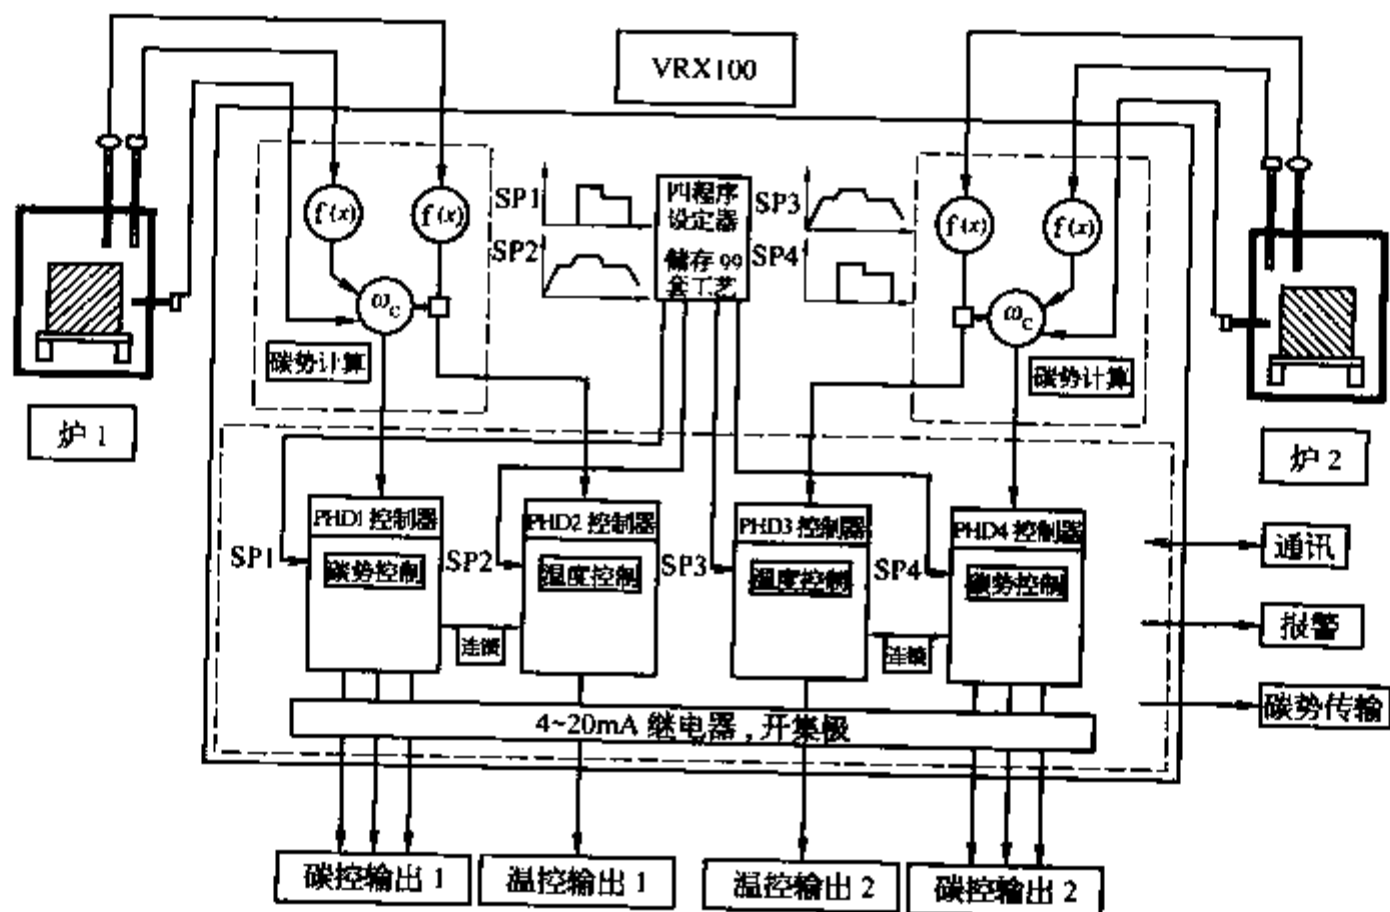 VRX100
f(x)
f(x)
ω_C
碳势计算
SP1
SP2
四程序
设定器
储存 99
套工艺
SP3
SP4
f(x)
f(x)
ω_C
碳势计算
炉 1
炉 2
PHD1 控制器
碳势控制
SP1
PHD2 控制器
温度控制
SP2
PHD3 控制器
温度控制
SP3
PHD4 控制器
碳势控制
SP4
连锁
连锁
通讯
报警
碳势传输
4~20mA 继电器,开集极
碳控输出 1
温控输出 1
温控输出 2
碳控输出 2